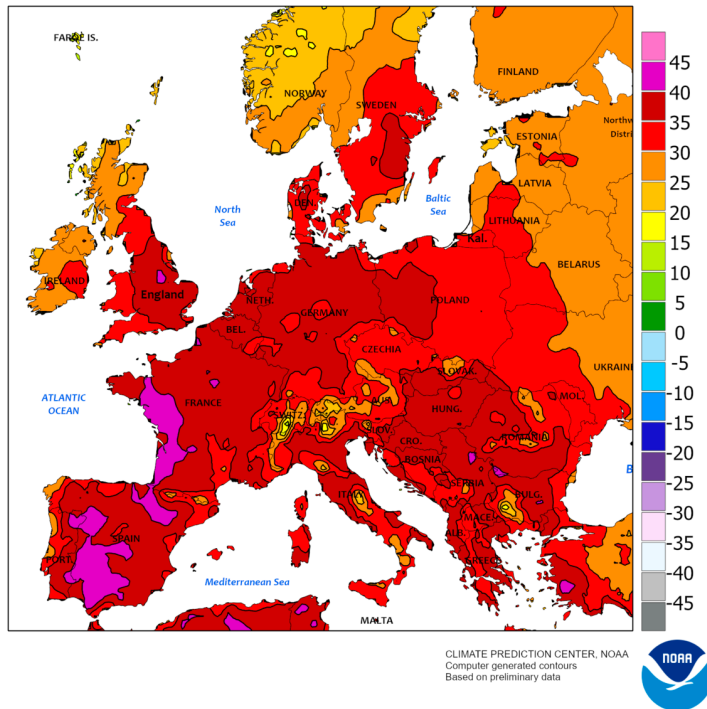 FAROE IS.
NORWAY
SWEDEN
FINLAND
Northw
Distri
ESTONIA
LATVIA
North
Sea
Baltic
Sea
DEN.
LITHUANIA
Kal.
IRELAND
England
NETH.
BEL.
GERMANY
POLAND
BELARUS
CZECHIA
SLOVAK.
UKRAINE
ATLANTIC
OCEAN
FRANCE
SWITZ.
AUS.
HUNG.
MOL.
SLOV.
CRO.
ROMANIA
BOSNIA
SERBIA
B
ITALY
BULG.
MACE.
ALB.
PORT.
SPAIN
GREECE
Mediterranean Sea
MALTA
45
40
35
30
25
20
15
10
5
0
-5
-10
-15
-20
-25
-30
-35
-40
-45
CLIMATE PREDICTION CENTER, NOAA
Computer generated contours
Based on preliminary data
NOAA